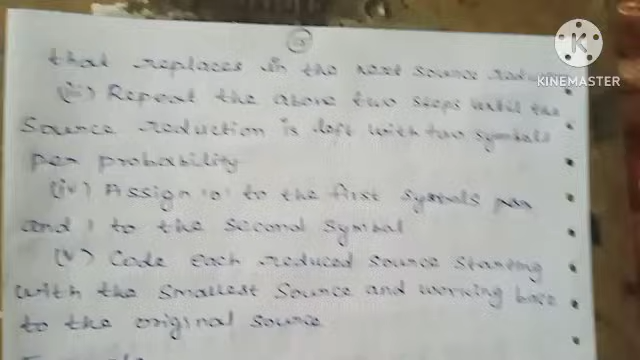 that replaces in the next source
(iii) Repeat the above two steps until the
source reduction is left with two symbols
per probability
(iv) Assign 'o' to the first symbols
and 1 to the second symbol
(v) Code each reduced source starting
with the smallest source and working back
to the original source
KINEMASTER